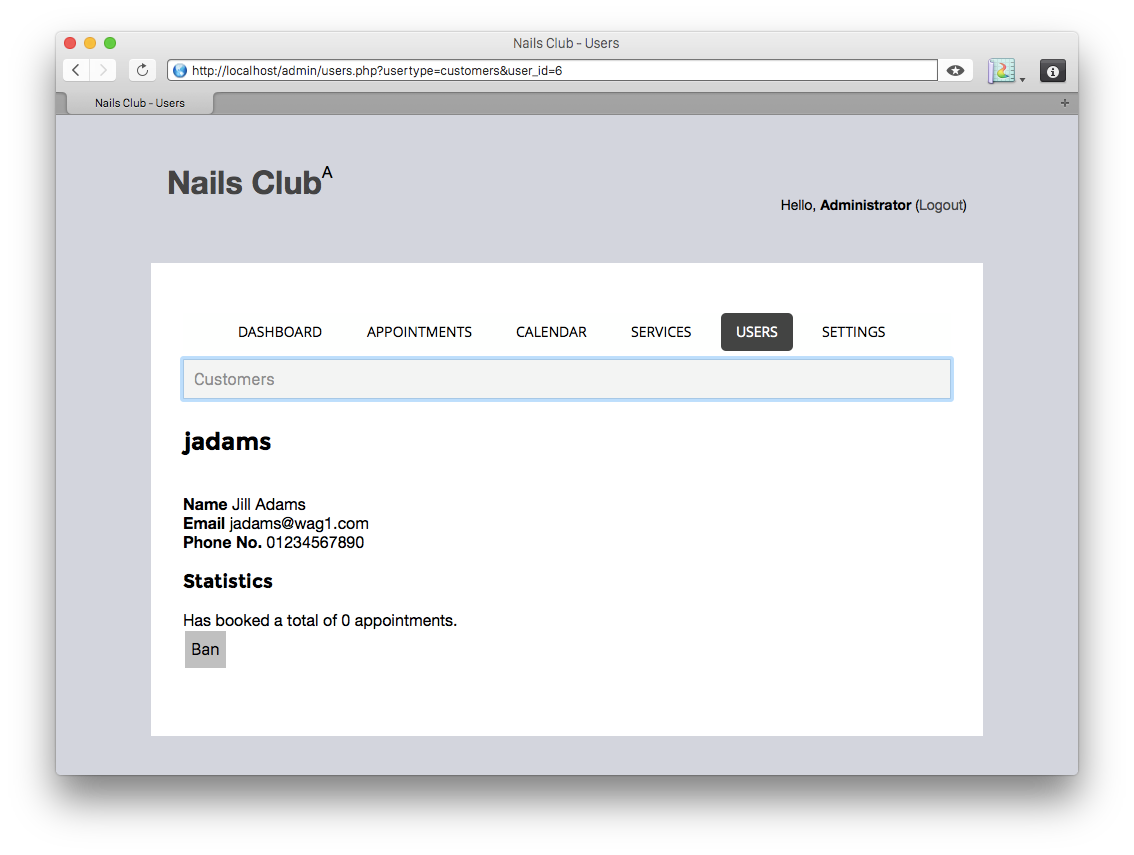 Nails Club - Users
http://localhost/admin/users.php?usertype=customers&user_id=6
Nails Club - Users
Nails Club A
Hello, Administrator (Logout)
DASHBOARD APPOINTMENTS CALENDAR SERVICES USERS SETTINGS
Customers
jadams
Name Jill Adams
Email jadams@wag1.com
Phone No. 01234567890
Statistics
Has booked a total of 0 appointments.
Ban